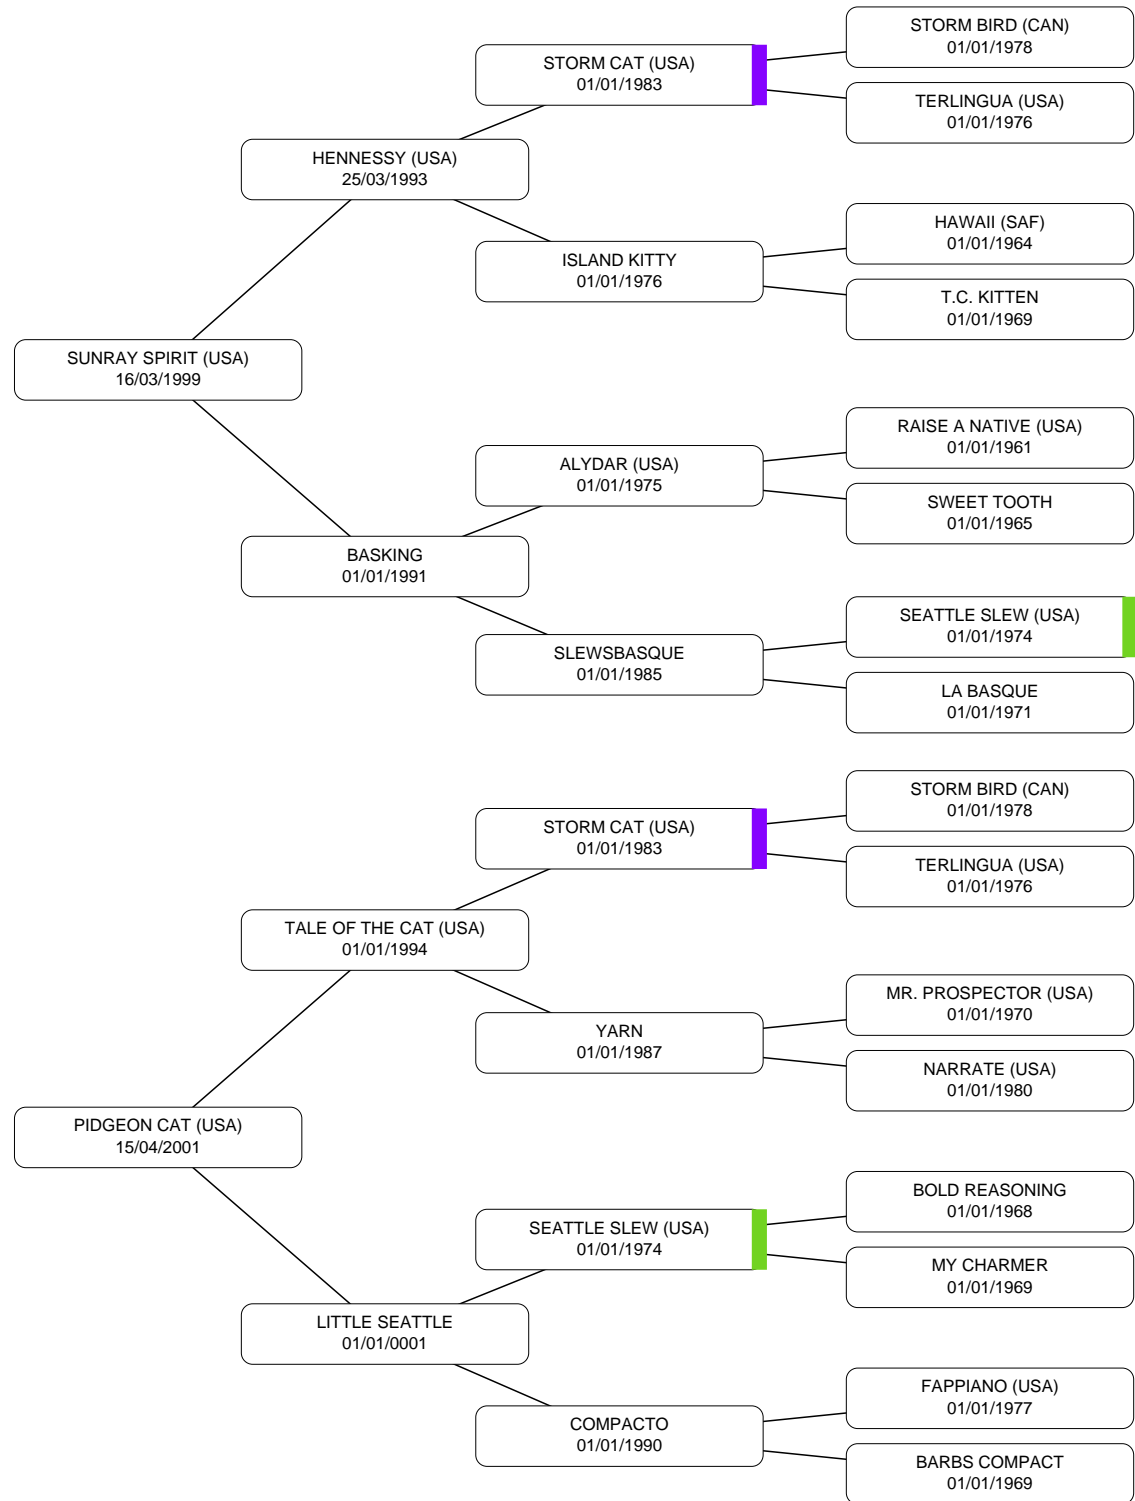 STORM BIRD (CAN)
01/01/1978
STORM CAT (USA)
01/01/1983
TERLINGUA (USA)
01/01/1976
HENNESSY (USA)
25/03/1993
HAWAII (SAF)
01/01/1964
ISLAND KITTY
01/01/1976
T.C. KITTEN
01/01/1969
SUNRAY SPIRIT (USA)
16/03/1999
RAISE A NATIVE (USA)
01/01/1961
ALYDAR (USA)
01/01/1975
SWEET TOOTH
01/01/1965
BASKING
01/01/1991
SEATTLE SLEW (USA)
01/01/1974
SLEWSBASQUE
01/01/1985
LA BASQUE
01/01/1971
STORM BIRD (CAN)
01/01/1978
STORM CAT (USA)
01/01/1983
TERLINGUA (USA)
01/01/1976
TALE OF THE CAT (USA)
01/01/1994
MR. PROSPECTOR (USA)
01/01/1970
YARN
01/01/1987
NARRATE (USA)
01/01/1980
PIDGEON CAT (USA)
15/04/2001
BOLD REASONING
01/01/1968
SEATTLE SLEW (USA)
01/01/1974
MY CHARMER
01/01/1969
LITTLE SEATTLE
01/01/0001
FAPPIANO (USA)
01/01/1977
COMPACTO
01/01/1990
BARBS COMPACT
01/01/1969